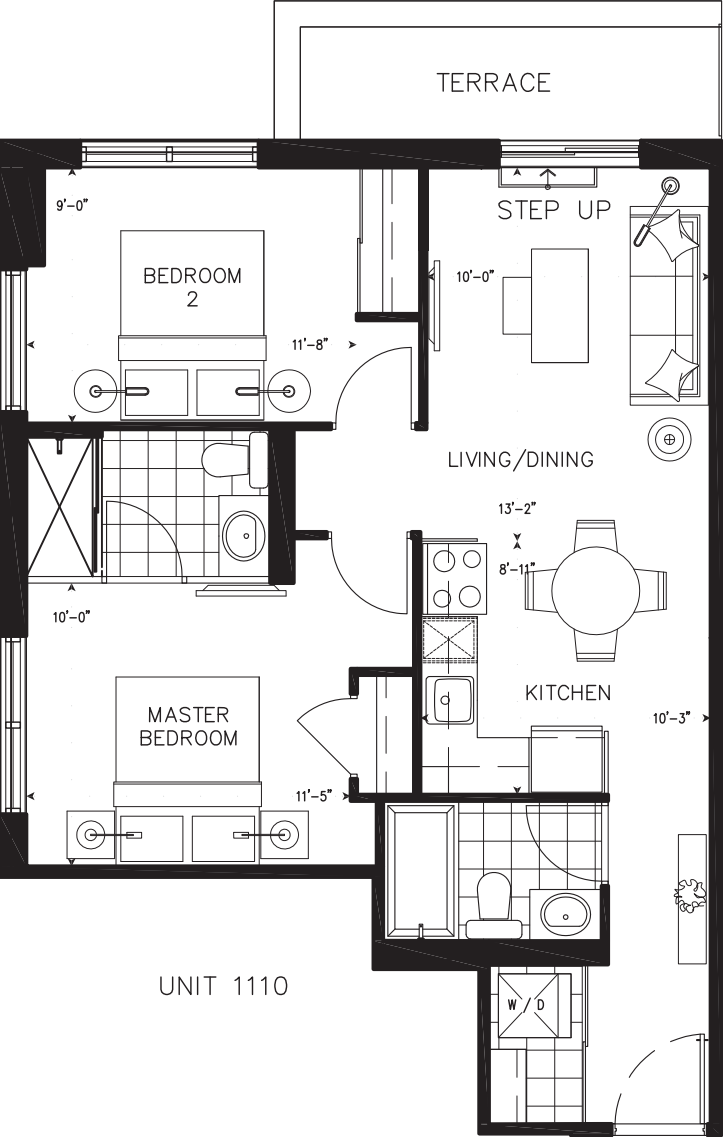 TERRACE
9'-0"
STEP UP
BEDROOM
2
10'-0"
11'-8"
LIVING/DINING
13'-2"
8'-11"
10'-0"
KITCHEN
MASTER
BEDROOM
10'-3"
11'-5"
UNIT 1110
W/D